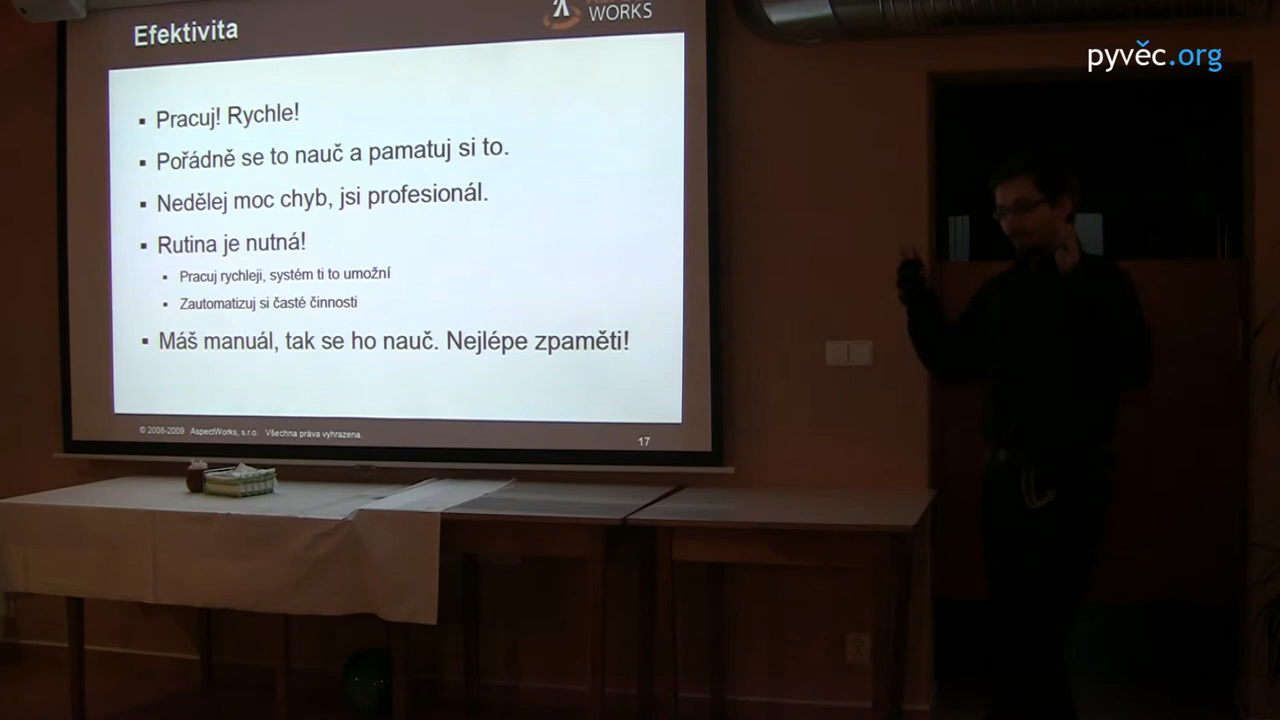 Efektivita
WORKS
pyvěc.org
Pracuj! Rychle!
Pořádně se to nauč a pamatuj si to.
Nedělej moc chyb, jsi profesionál.
Rutina je nutná!
Pracuj rychleji, systém ti to umožní
Zautomatizuj si časté činnosti
Máš manuál, tak se ho nauč. Nejlépe zpaměti!
© 2008-2009 AspectWorks, s.r.o. Všechna práva vyhrazena.
17